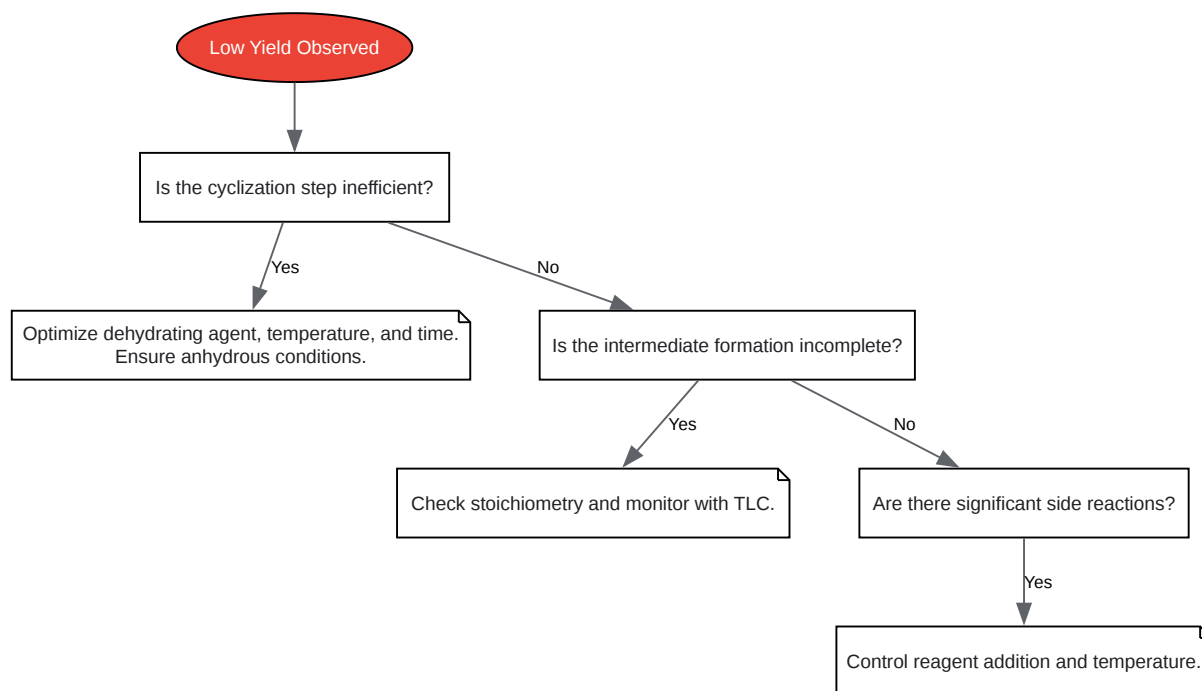 Low Yield Observed
Is the cyclization step inefficient?
Yes
No
Optimize dehydrating agent, temperature, and time.
Ensure anhydrous conditions.
Is the intermediate formation incomplete?
Yes
No
Check stoichiometry and monitor with TLC.
Are there significant side reactions?
Yes
Control reagent addition and temperature.